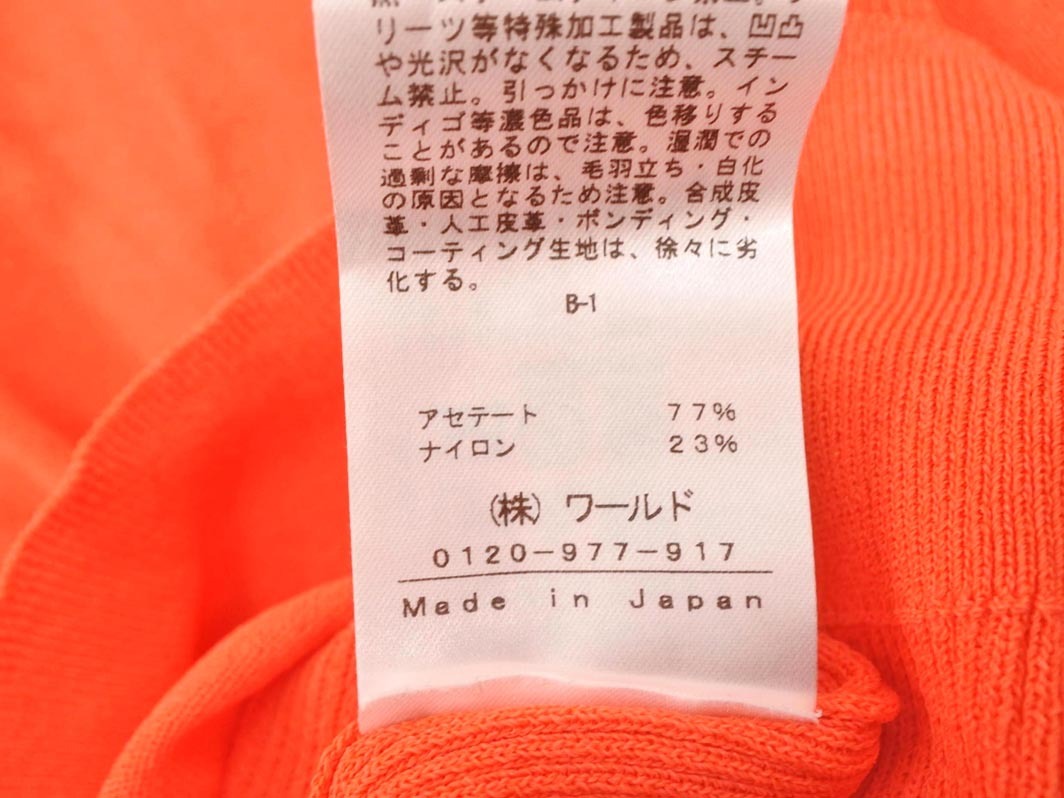 リーツ等特殊加工製品は、凹凸
や光沢がなくなるため、スチー
ム禁止。引っかけに注意。イン
ディゴ等濃色品は、色移りする
ことがあるので注意。湿潤での
過剰な摩擦は、毛羽立ち・白化
の原因となるため注意。合成皮
革・人工皮革・ボンディング・
コーティング生地は、徐々に劣
化する。
B-1
アセテート 77%
ナイロン 23%
(株) ワールド
0120-977-917
Made in Japan